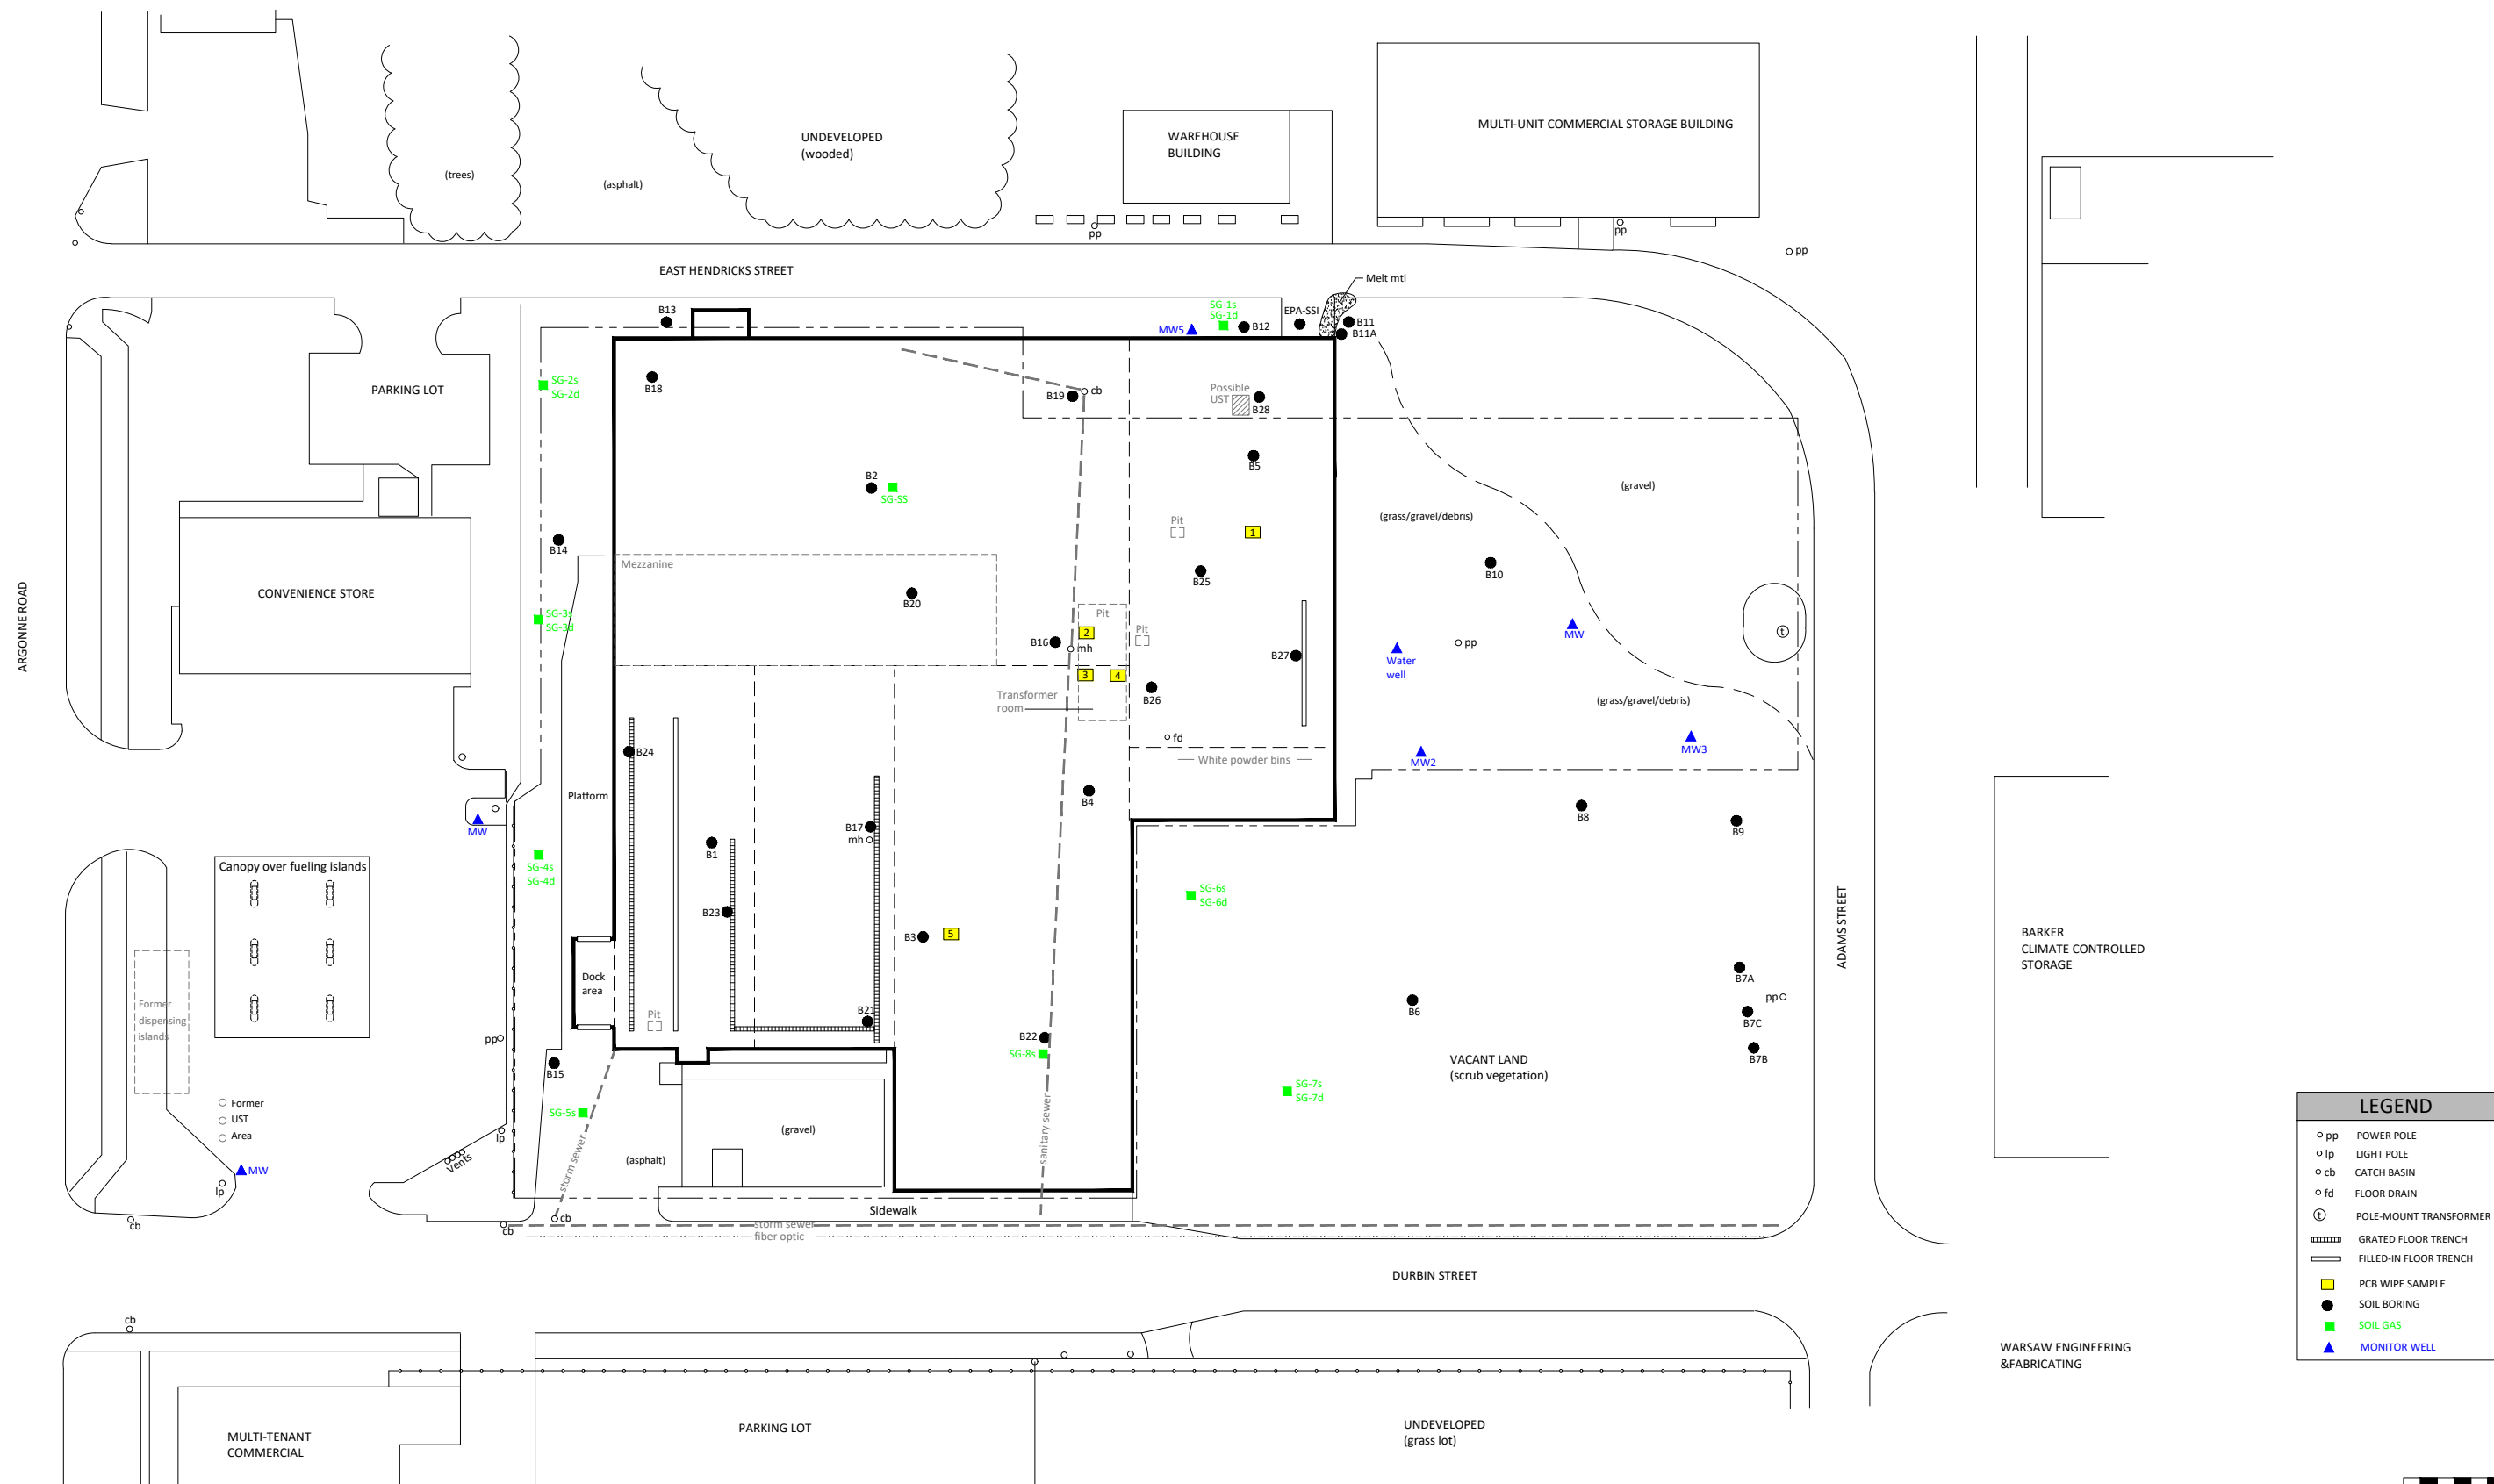 UNDEVELOPED
(wooded)
WAREHOUSE
BUILDING
MULTI-UNIT COMMERCIAL STORAGE BUILDING
(trees)
(asphalt)
pp
pp
pp
EAST HENDRICKS STREET
Melt mtl
B13
SG-1s
SG-1d
EPA-SSI
MW5
B12
B11
B11A
PARKING LOT
SG-2s
SG-2d
B18
B19
cb
Possible
UST
B28
B5
B2
SG-SS
(gravel)
(grass/gravel/debris)
Pit
1
B14
Mezzanine
B25
B10
CONVENIENCE STORE
ARGONNE ROAD
B20
SG-3s
SG-3d
Pit
2
Pit
B16
mh
B27
pp
MW
t
Water
well
3
4
B26
Transformer
room
(grass/gravel/debris)
fd
White powder bins
MW2
MW3
B24
Platform
B4
MW
B17
mh
B1
B8
B9
Canopy over fueling islands
SG-4s
SG-4d
SG-6s
SG-6d
B23
B3
5
ADAMS STREET
BARKER
CLIMATE CONTROLLED
STORAGE
Dock
area
B7A
pp
B6
B7C
B7B
Former
dispensing
islands
Pit
B21
B22
SG-8s
pp
B15
VACANT LAND
(scrub vegetation)
SG-7s
SG-7d
SG-5s
Former
UST
Area
lp
Vents
(gravel)
(asphalt)
storm sewer
sanitary sewer
MW
lp
cb
cb
cb
Sidewalk
storm sewer
fiber optic
DURBIN STREET
cb
MULTI-TENANT
COMMERCIAL
PARKING LOT
UNDEVELOPED
(grass lot)
WARSAW ENGINEERING
&FABRICATING
LEGEND
pp POWER POLE
lp LIGHT POLE
cb CATCH BASIN
fd FLOOR DRAIN
t POLE-MOUNT TRANSFORMER
GRATED FLOOR TRENCH
FILLED-IN FLOOR TRENCH
PCB WIPE SAMPLE
SOIL BORING
SOIL GAS
MONITOR WELL